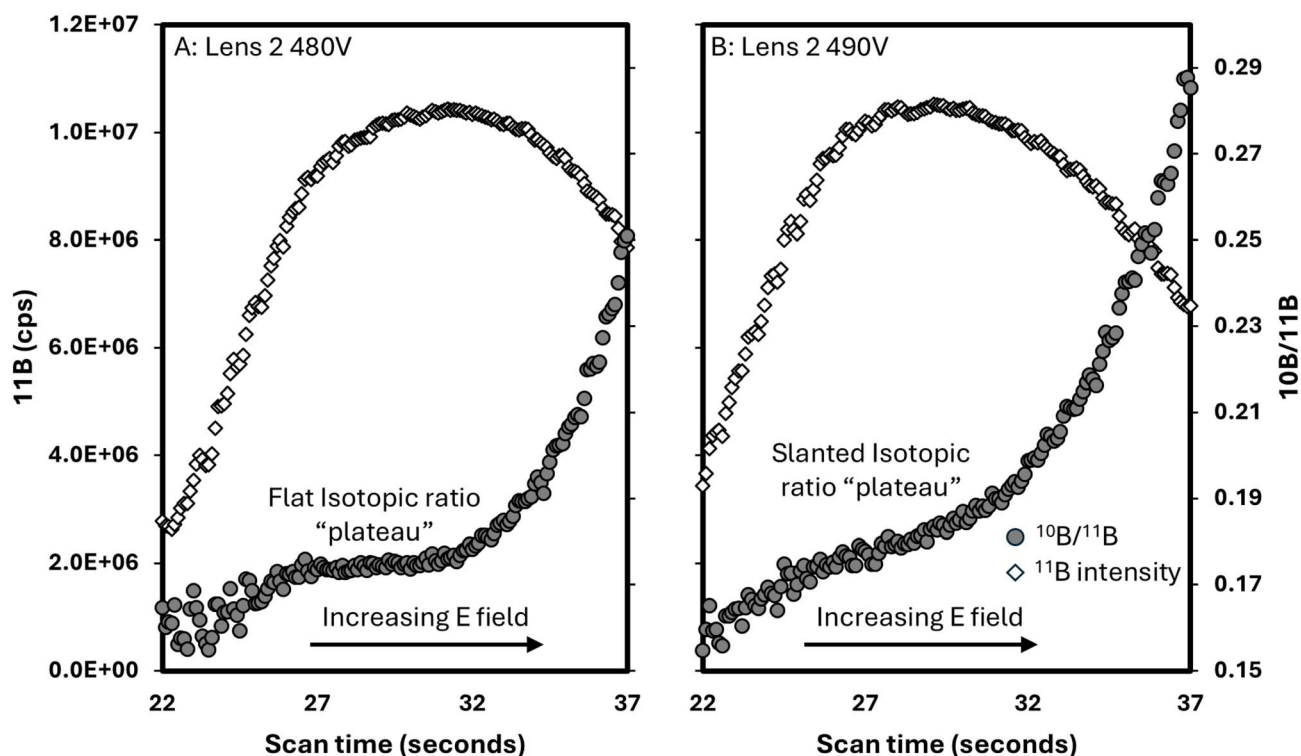 A: Lens 2 480V
B: Lens 2 490V
1.2E+07
1.0E+07
8.0E+06
6.0E+06
4.0E+06
2.0E+06
0.0E+00
11B (cps)
Flat Isotopic ratio
“plateau”
Increasing E field
22
27
32
37
Scan time (seconds)
Slanted Isotopic
ratio “plateau”
¹⁰B/¹¹B
¹¹B intensity
Increasing E field
22
27
32
37
Scan time (seconds)
0.29
0.27
0.25
0.23
0.21
0.19
0.17
0.15
10B/11B